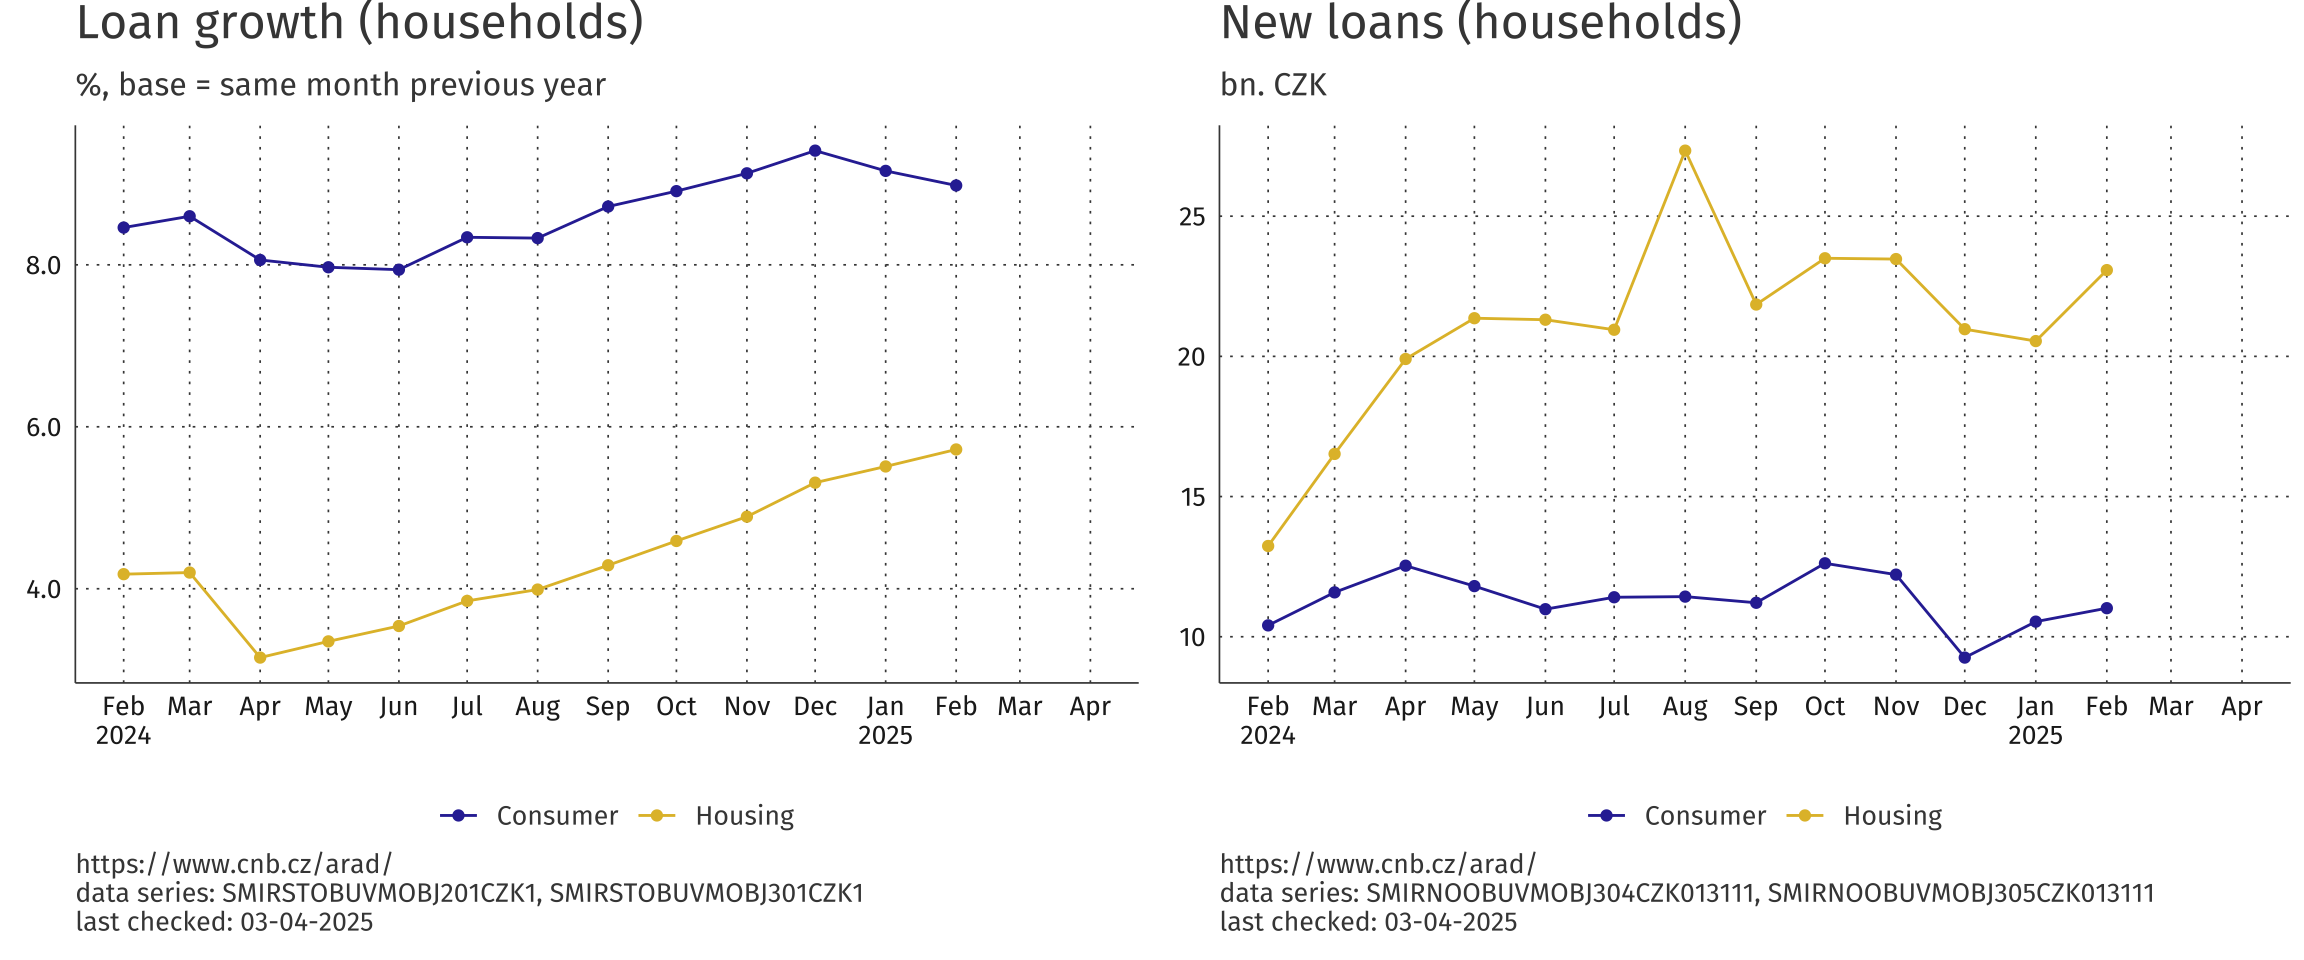 Loan growth (households)
%, base = same month previous year
8.0
6.0
4.0
Feb Mar Apr May Jun Jul Aug Sep Oct Nov Dec Jan Feb Mar Apr
2024 2025
Consumer Housing
https://www.cnb.cz/arad/
data series: SMIRSTOBUVMOBJ201CZK1, SMIRSTOBUVMOBJ301CZK1
last checked: 03-04-2025
New loans (households)
bn. CZK
25
20
15
10
Feb Mar Apr May Jun Jul Aug Sep Oct Nov Dec Jan Feb Mar Apr
2024 2025
Consumer Housing
https://www.cnb.cz/arad/
data series: SMIRNOOBUVMOBJ304CZK013111, SMIRNOOBUVMOBJ305CZK013111
last checked: 03-04-2025